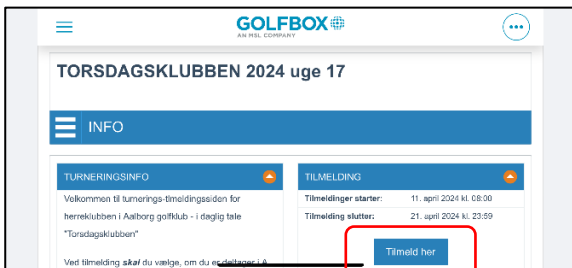 GOLFBOX
AN MSL COMPANY
TORSDAGSKLUBBEN 2024 uge 17
INFO
TURNERINGSINFO
Velkommen til turnerings-tlmeldingssiden for
herreklubben i Aalborg golfklub - i daglig tale
"Torsdagsklubben"
Ved tilmelding skal du vælge, om du er deltager i A
TILMELDING
Tilmeldinger starter: 11. april 2024 kl. 08:00
Tilmelding slutter: 21. april 2024 kl. 23:59
Tilmeld her